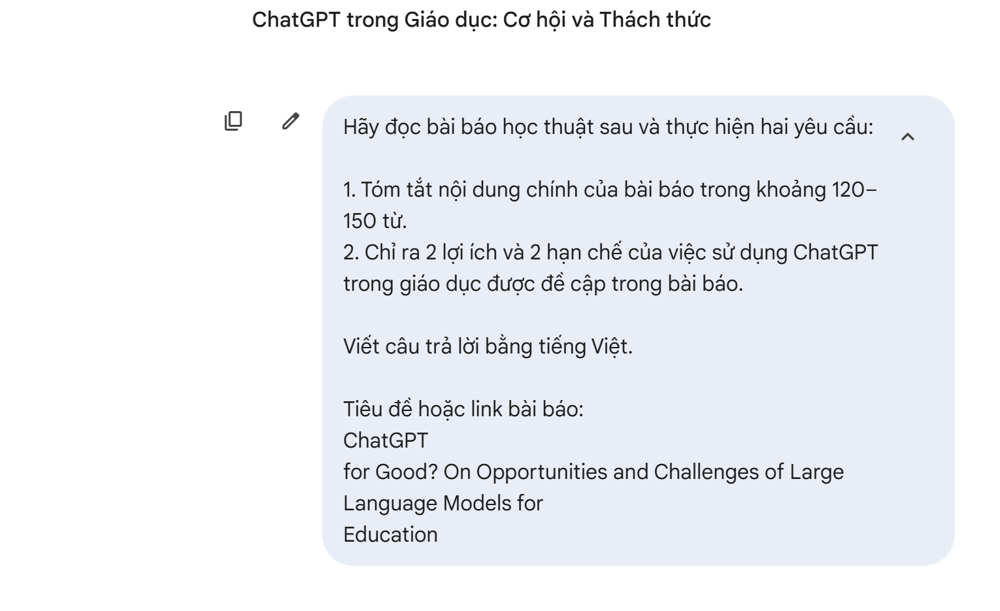 ChatGPT trong Giáo dục: Cơ hội và Thách thức
Hãy đọc bài báo học thuật sau và thực hiện hai yêu cầu:
1. Tóm tắt nội dung chính của bài báo trong khoảng 120–
150 từ.
2. Chỉ ra 2 lợi ích và 2 hạn chế của việc sử dụng ChatGPT
trong giáo dục được đề cập trong bài báo.
Viết câu trả lời bằng tiếng Việt.
Tiêu đề hoặc link bài báo:
ChatGPT
for Good? On Opportunities and Challenges of Large
Language Models for
Education